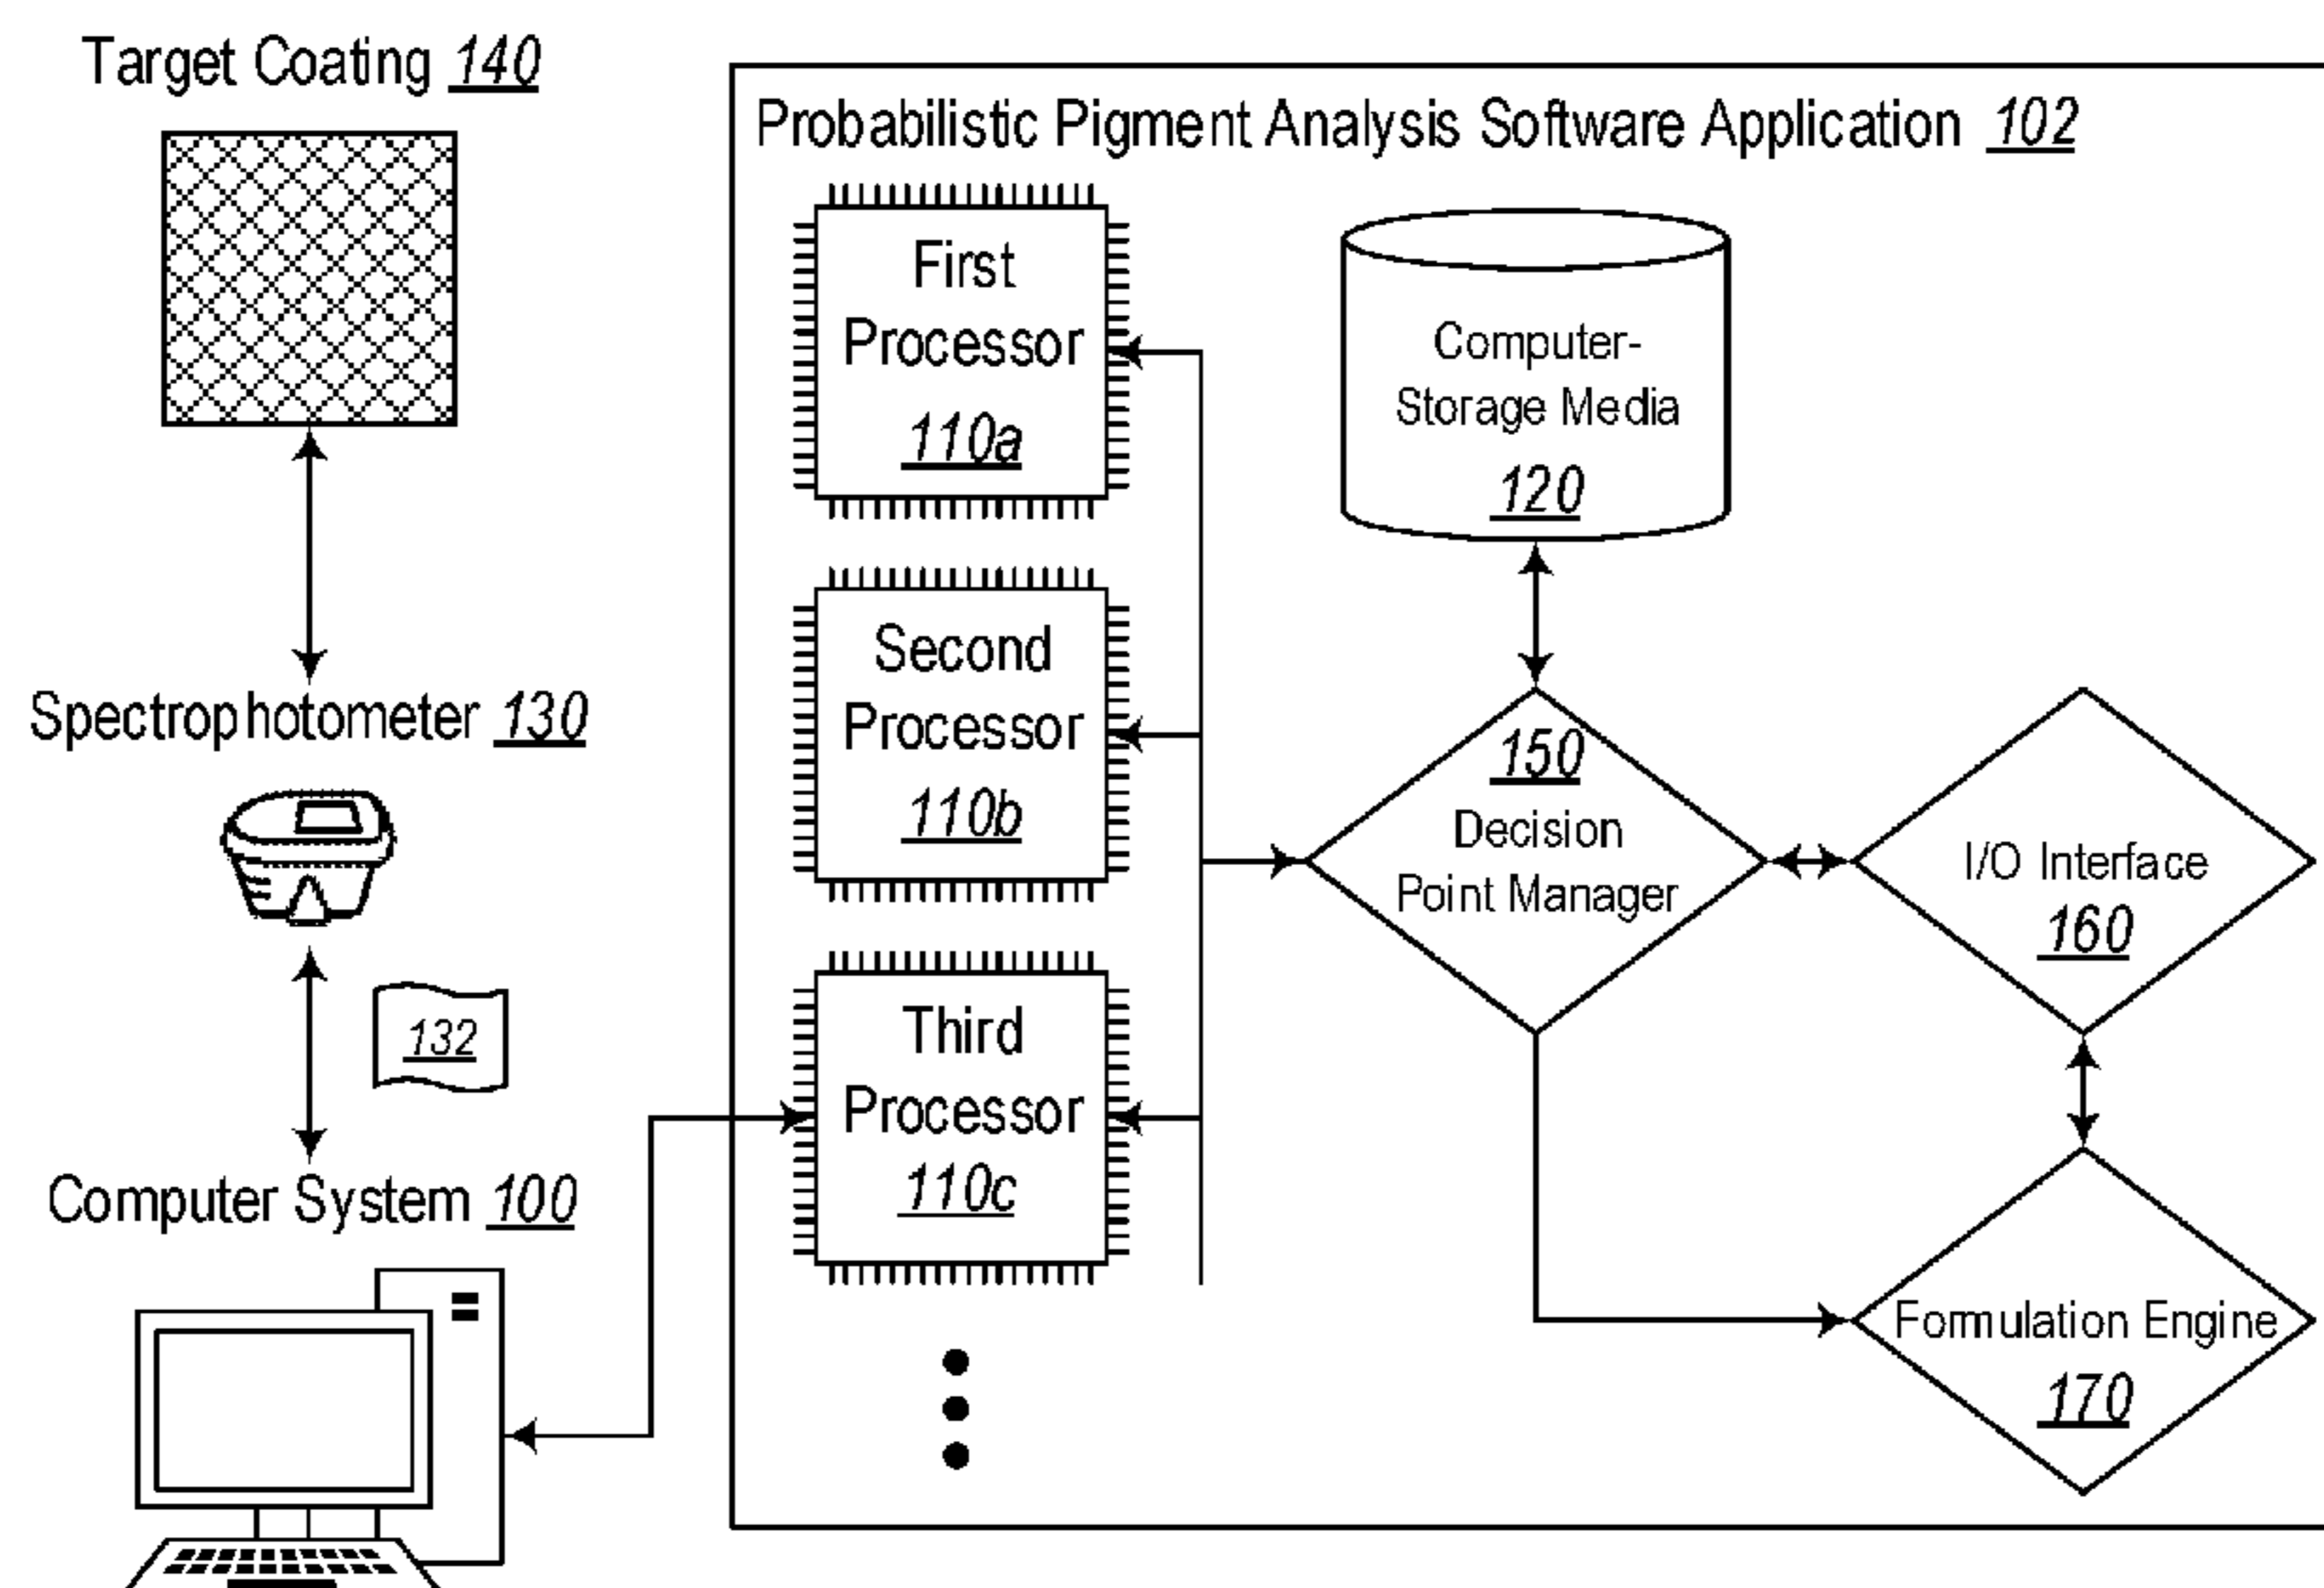 Target Coating 140
Spectrophotometer 130
132
Computer System 100
Probabilistic Pigment Analysis Software Application 102
First
Processor
110a
Second
Processor
110b
Third
Processor
110c
Computer-
Storage Media
120
150
Decision
Point Manager
I/O Interface
160
Formulation Engine
170